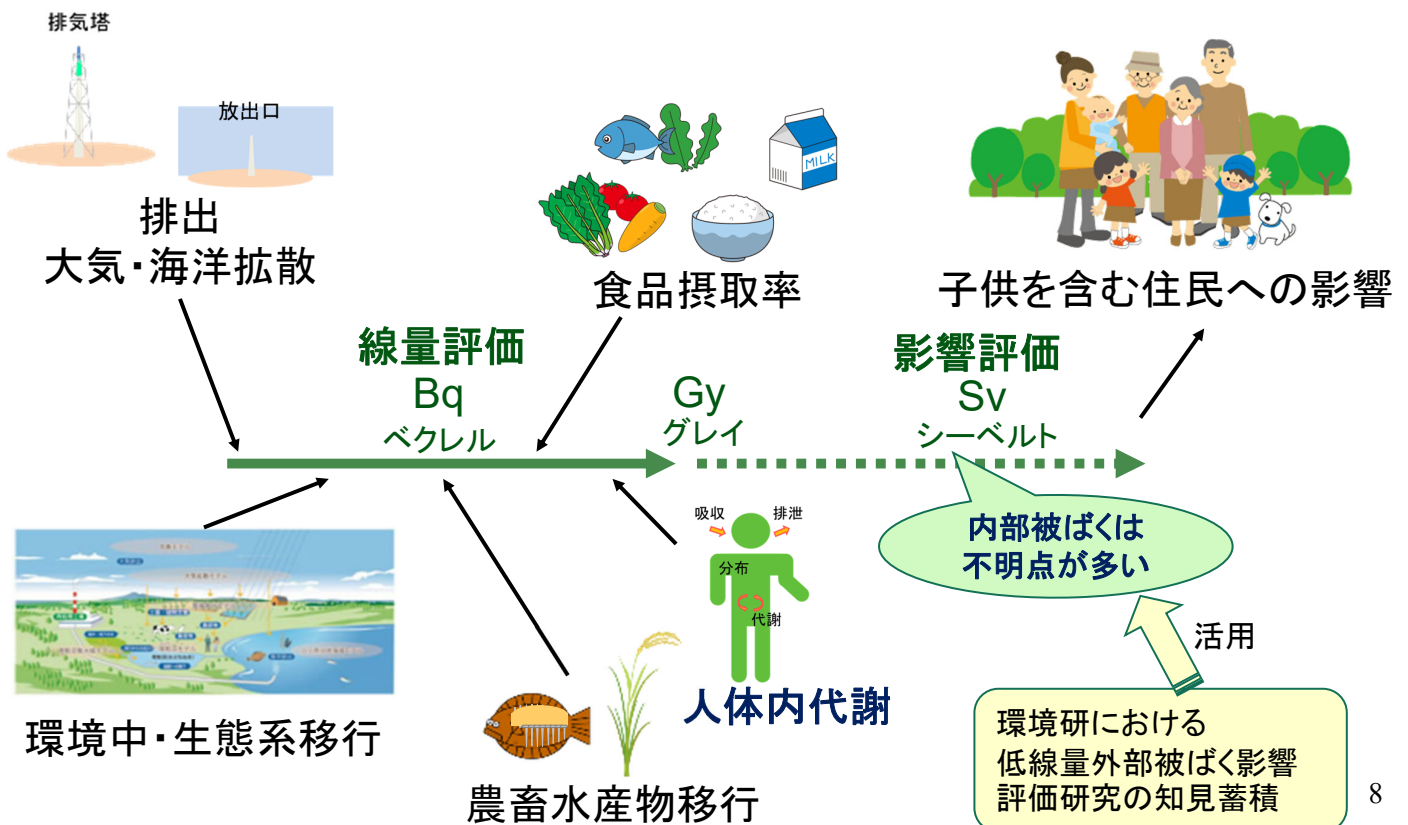 排気塔
放出口
排出
大気・海洋拡散
MILK
食品摂取率
子供を含む住民への影響
線量評価
Bq
ベクレル
Gy
グレイ
影響評価
Sv
シーベルト
内部被ばくは
不明点が多い
吸収
排泄
分布
代謝
人体内代謝
活用
環境中・生態系移行
農畜水産物移行
環境研における
低線量外部被ばく影響
評価研究の知見蓄積
8